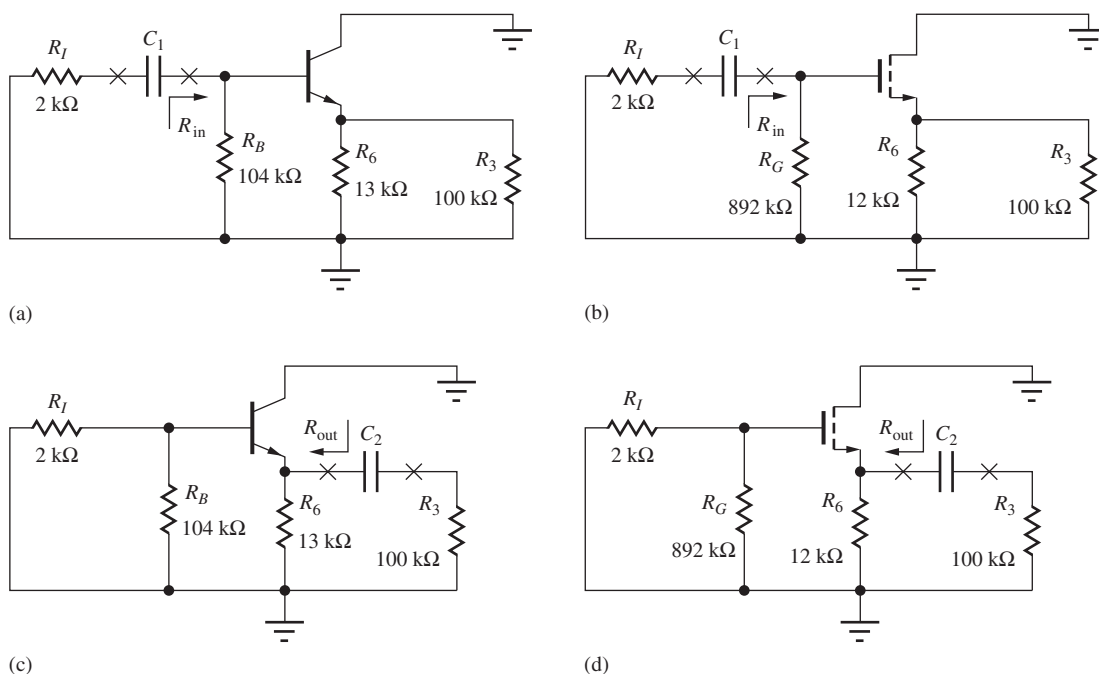 R_I
2 kΩ
C_1
R_in
R_B
104 kΩ
R_6
13 kΩ
R_3
100 kΩ
(a)
R_I
2 kΩ
C_1
R_in
R_G
892 kΩ
R_6
12 kΩ
R_3
100 kΩ
(b)
R_I
2 kΩ
R_B
104 kΩ
R_out
C_2
R_6
13 kΩ
R_3
100 kΩ
(c)
R_I
2 kΩ
R_G
892 kΩ
R_out
C_2
R_6
12 kΩ
R_3
100 kΩ
(d)